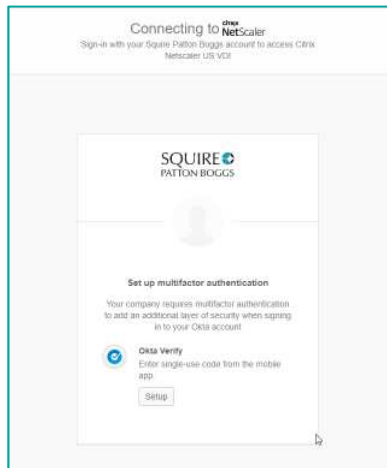 Connecting to citrix NetScaler
Sign-in with your Squire Patton Boggs account to access Citrix
Netscaler US VDI
SQUIRE
PATTON BOGGS
Set up multifactor authentication
Your company requires multifactor authentication
to add an additional layer of security when signing
in to your Okta account
Okta Verify
Enter single-use code from the mobile
app
Setup